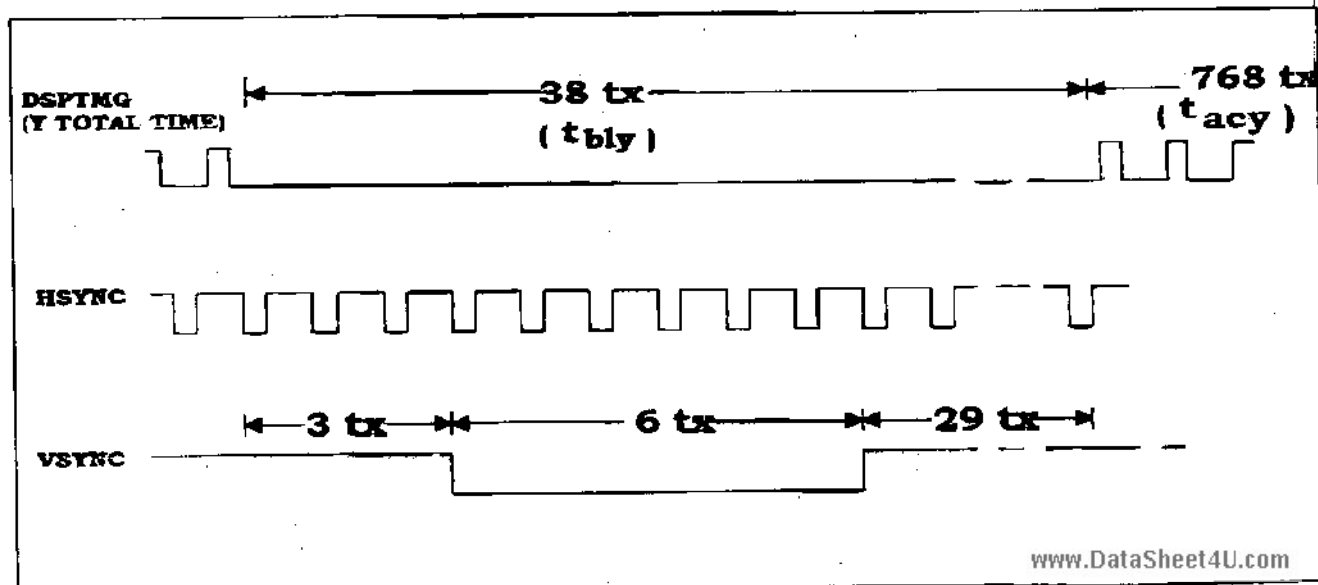 DSPTMG
(Y TOTAL TIME)
38 tx
( tbly )
768 tx
( tacy )
HSYNC
3 tx
6 tx
29 tx
VSYNC
www.DataSheet4U.com